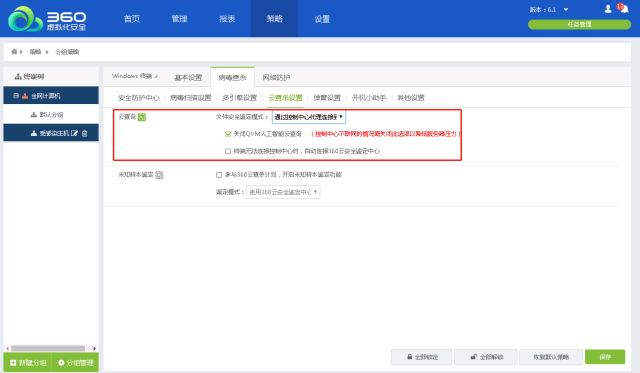 360
虚拟化安全
首页 管理 报表 策略 设置
版本：6.1
任务管理
策略 分组策略
终端树
全网计算机
默认分组
Windows 终端 基本设置 病毒查杀 网络防护
安全防护中心 病毒扫描设置 多引擎设置 云查杀设置 弹窗设置 开机小助手 其他设置
云查询 文件安全鉴定模式：通过控制中心代理连接
关闭QVM人工智能云查询 （控制中心不联网的情况需关闭此选项以降低服务器压力）
终端无法连接控制中心时，自动连接360云安全鉴定中心
未知样本鉴定 参与360云查杀计划，开启未知样本鉴定功能
鉴定模式：使用360云安全鉴定中心
新建分组 分组管理
全部锁定 全部解锁 恢复默认策略 保存